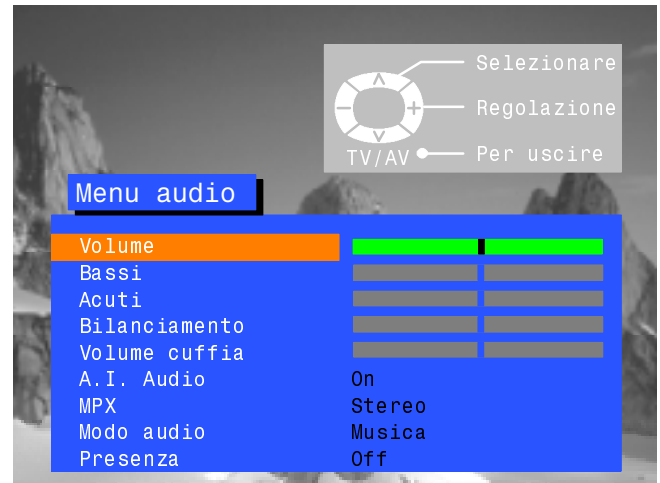 Selezionare
Regolazione
TV/AV Per uscire
Menu audio
Volume
Bassi
Acuti
Bilanciamento
Volume cuffia
A.I. Audio On
MPX Stereo
Modo audio Musica
Presenza Off